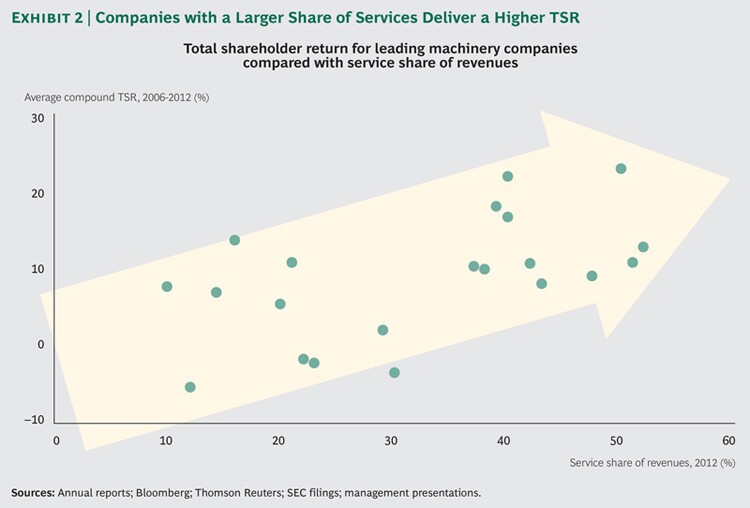 EXHIBIT 2 | Companies with a Larger Share of Services Deliver a Higher TSR
Total shareholder return for leading machinery companies
compared with service share of revenues
Average compound TSR, 2006-2012 (%)
30
20
10
0
–10
0 10 20 30 40 50 60
Service share of revenues, 2012 (%)
Sources: Annual reports; Bloomberg; Thomson Reuters; SEC filings; management presentations.